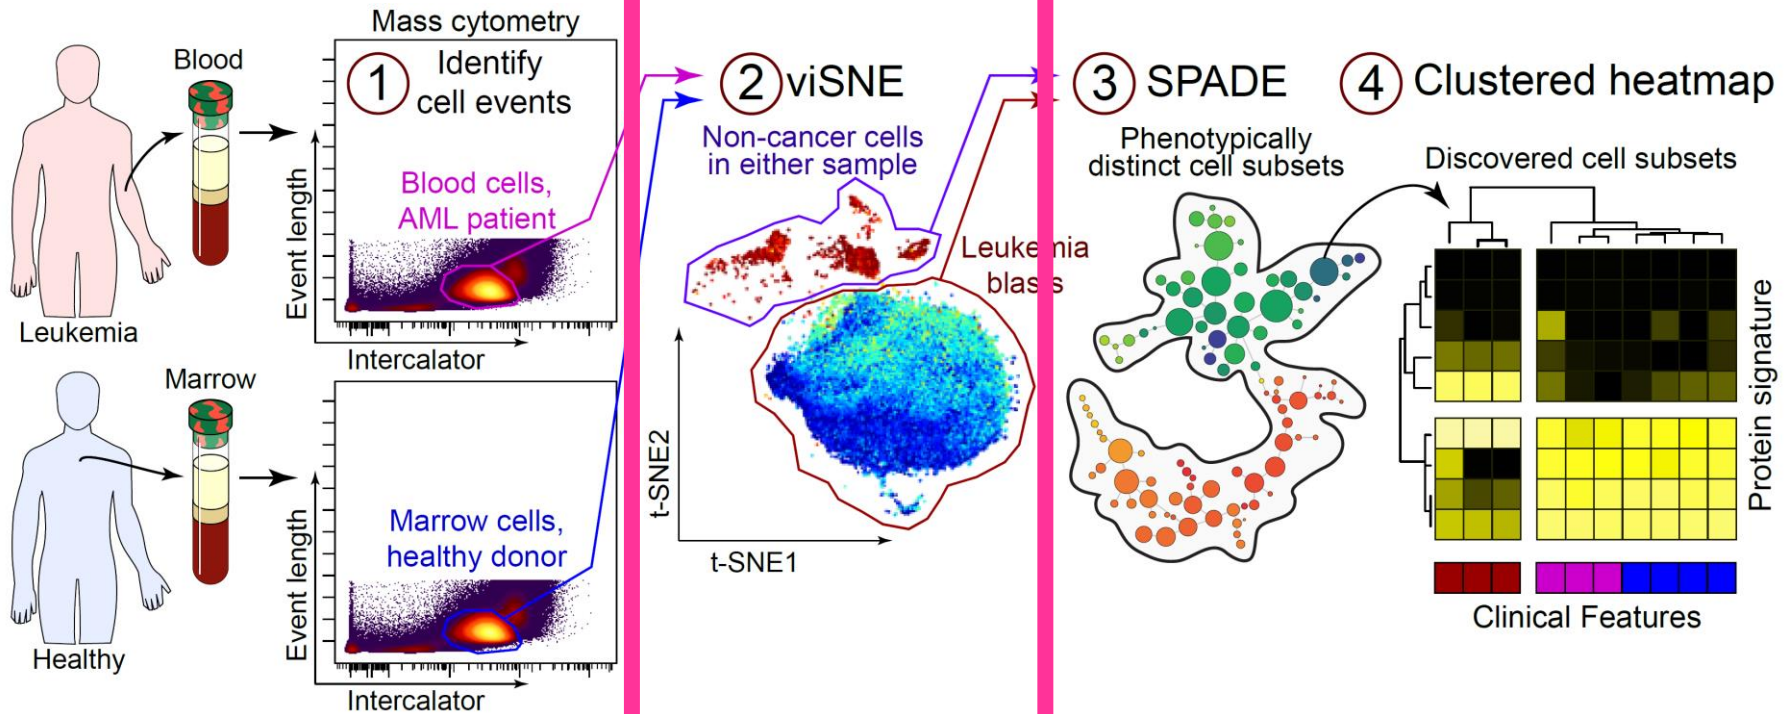 Mass cytometry
Blood
1
Identify
cell events
Blood cells,
AML patient
Event length
Intercalator
Leukemia
Marrow
Marrow cells,
healthy donor
Event length
Intercalator
Healthy
2 viSNE
Non-cancer cells
in either sample
Leukemia
blasts
t-SNE2
t-SNE1
3 SPADE
Phenotypically
distinct cell subsets
4 Clustered heatmap
Discovered cell subsets
Protein signature
Clinical Features